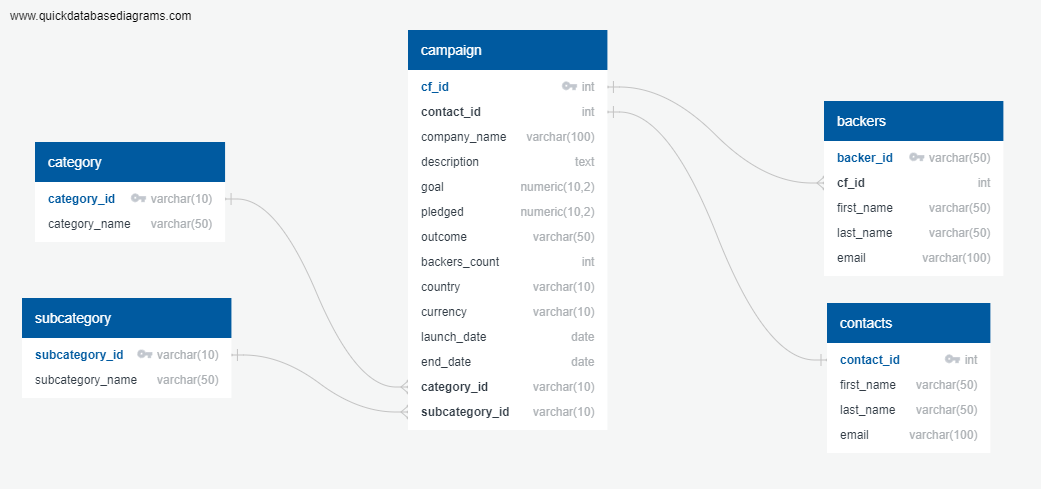 www.quickdatabasediagrams.com
category
category_id varchar(10)
category_name varchar(50)
subcategory
subcategory_id varchar(10)
subcategory_name varchar(50)
campaign
cf_id int
contact_id int
company_name varchar(100)
description text
goal numeric(10,2)
pledged numeric(10,2)
outcome varchar(50)
backers_count int
country varchar(10)
currency varchar(10)
launch_date date
end_date date
category_id varchar(10)
subcategory_id varchar(10)
backers
backer_id varchar(50)
cf_id int
first_name varchar(50)
last_name varchar(50)
email varchar(100)
contacts
contact_id int
first_name varchar(50)
last_name varchar(50)
email varchar(100)